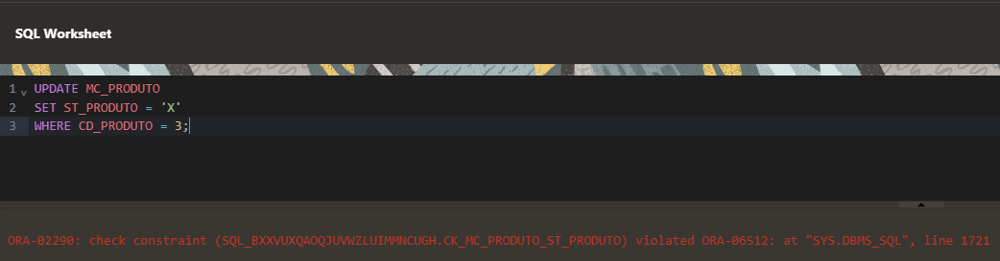 SQL Worksheet
1 UPDATE MC_PRODUTO
2 SET ST_PRODUTO = 'X'
3 WHERE CD_PRODUTO = 3;
ORA-02290: check constraint (SQL_BXXVUXQAOQJUVWZLUIMMNCUGH.CK_MC_PRODUTO_ST_PRODUTO) violated ORA-06512: at "SYS.DBMS_SQL", line 1721